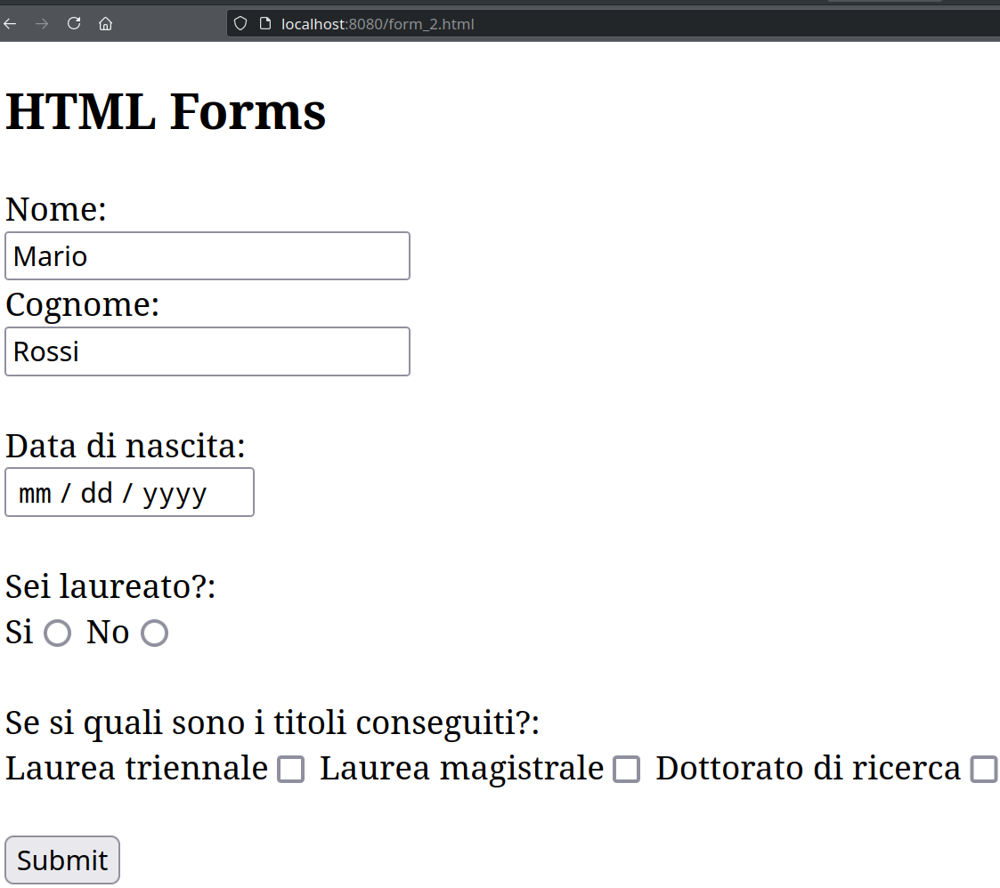 localhost:8080/form_2.html
HTML Forms
Nome:
Mario
Cognome:
Rossi
Data di nascita:
mm / dd / yyyy
Sei laureato?:
Si No
Se si quali sono i titoli conseguiti?:
Laurea triennale Laurea magistrale Dottorato di ricerca
Submit